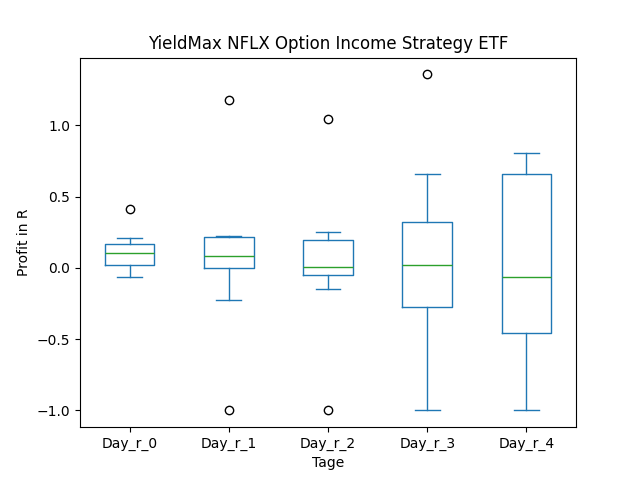 YieldMax NFLX Option Income Strategy ETF
Profit in R
1.0
0.5
0.0
−0.5
−1.0
Day_r_0 Day_r_1 Day_r_2 Day_r_3 Day_r_4
Tage